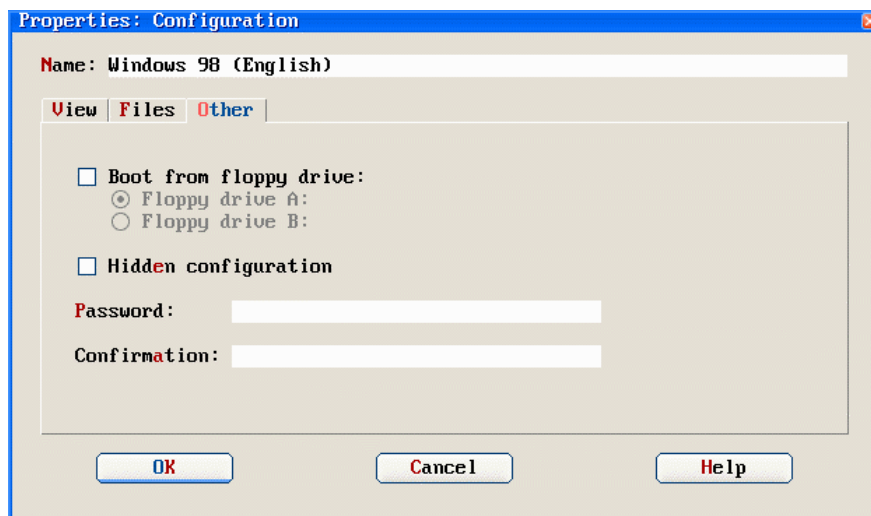 Properties: Configuration
Name: Windows 98 (English)
View Files Other
Boot from floppy drive:
Floppy drive A:
Floppy drive B:
Hidden configuration
Password:
Confirmation:
OK Cancel Help